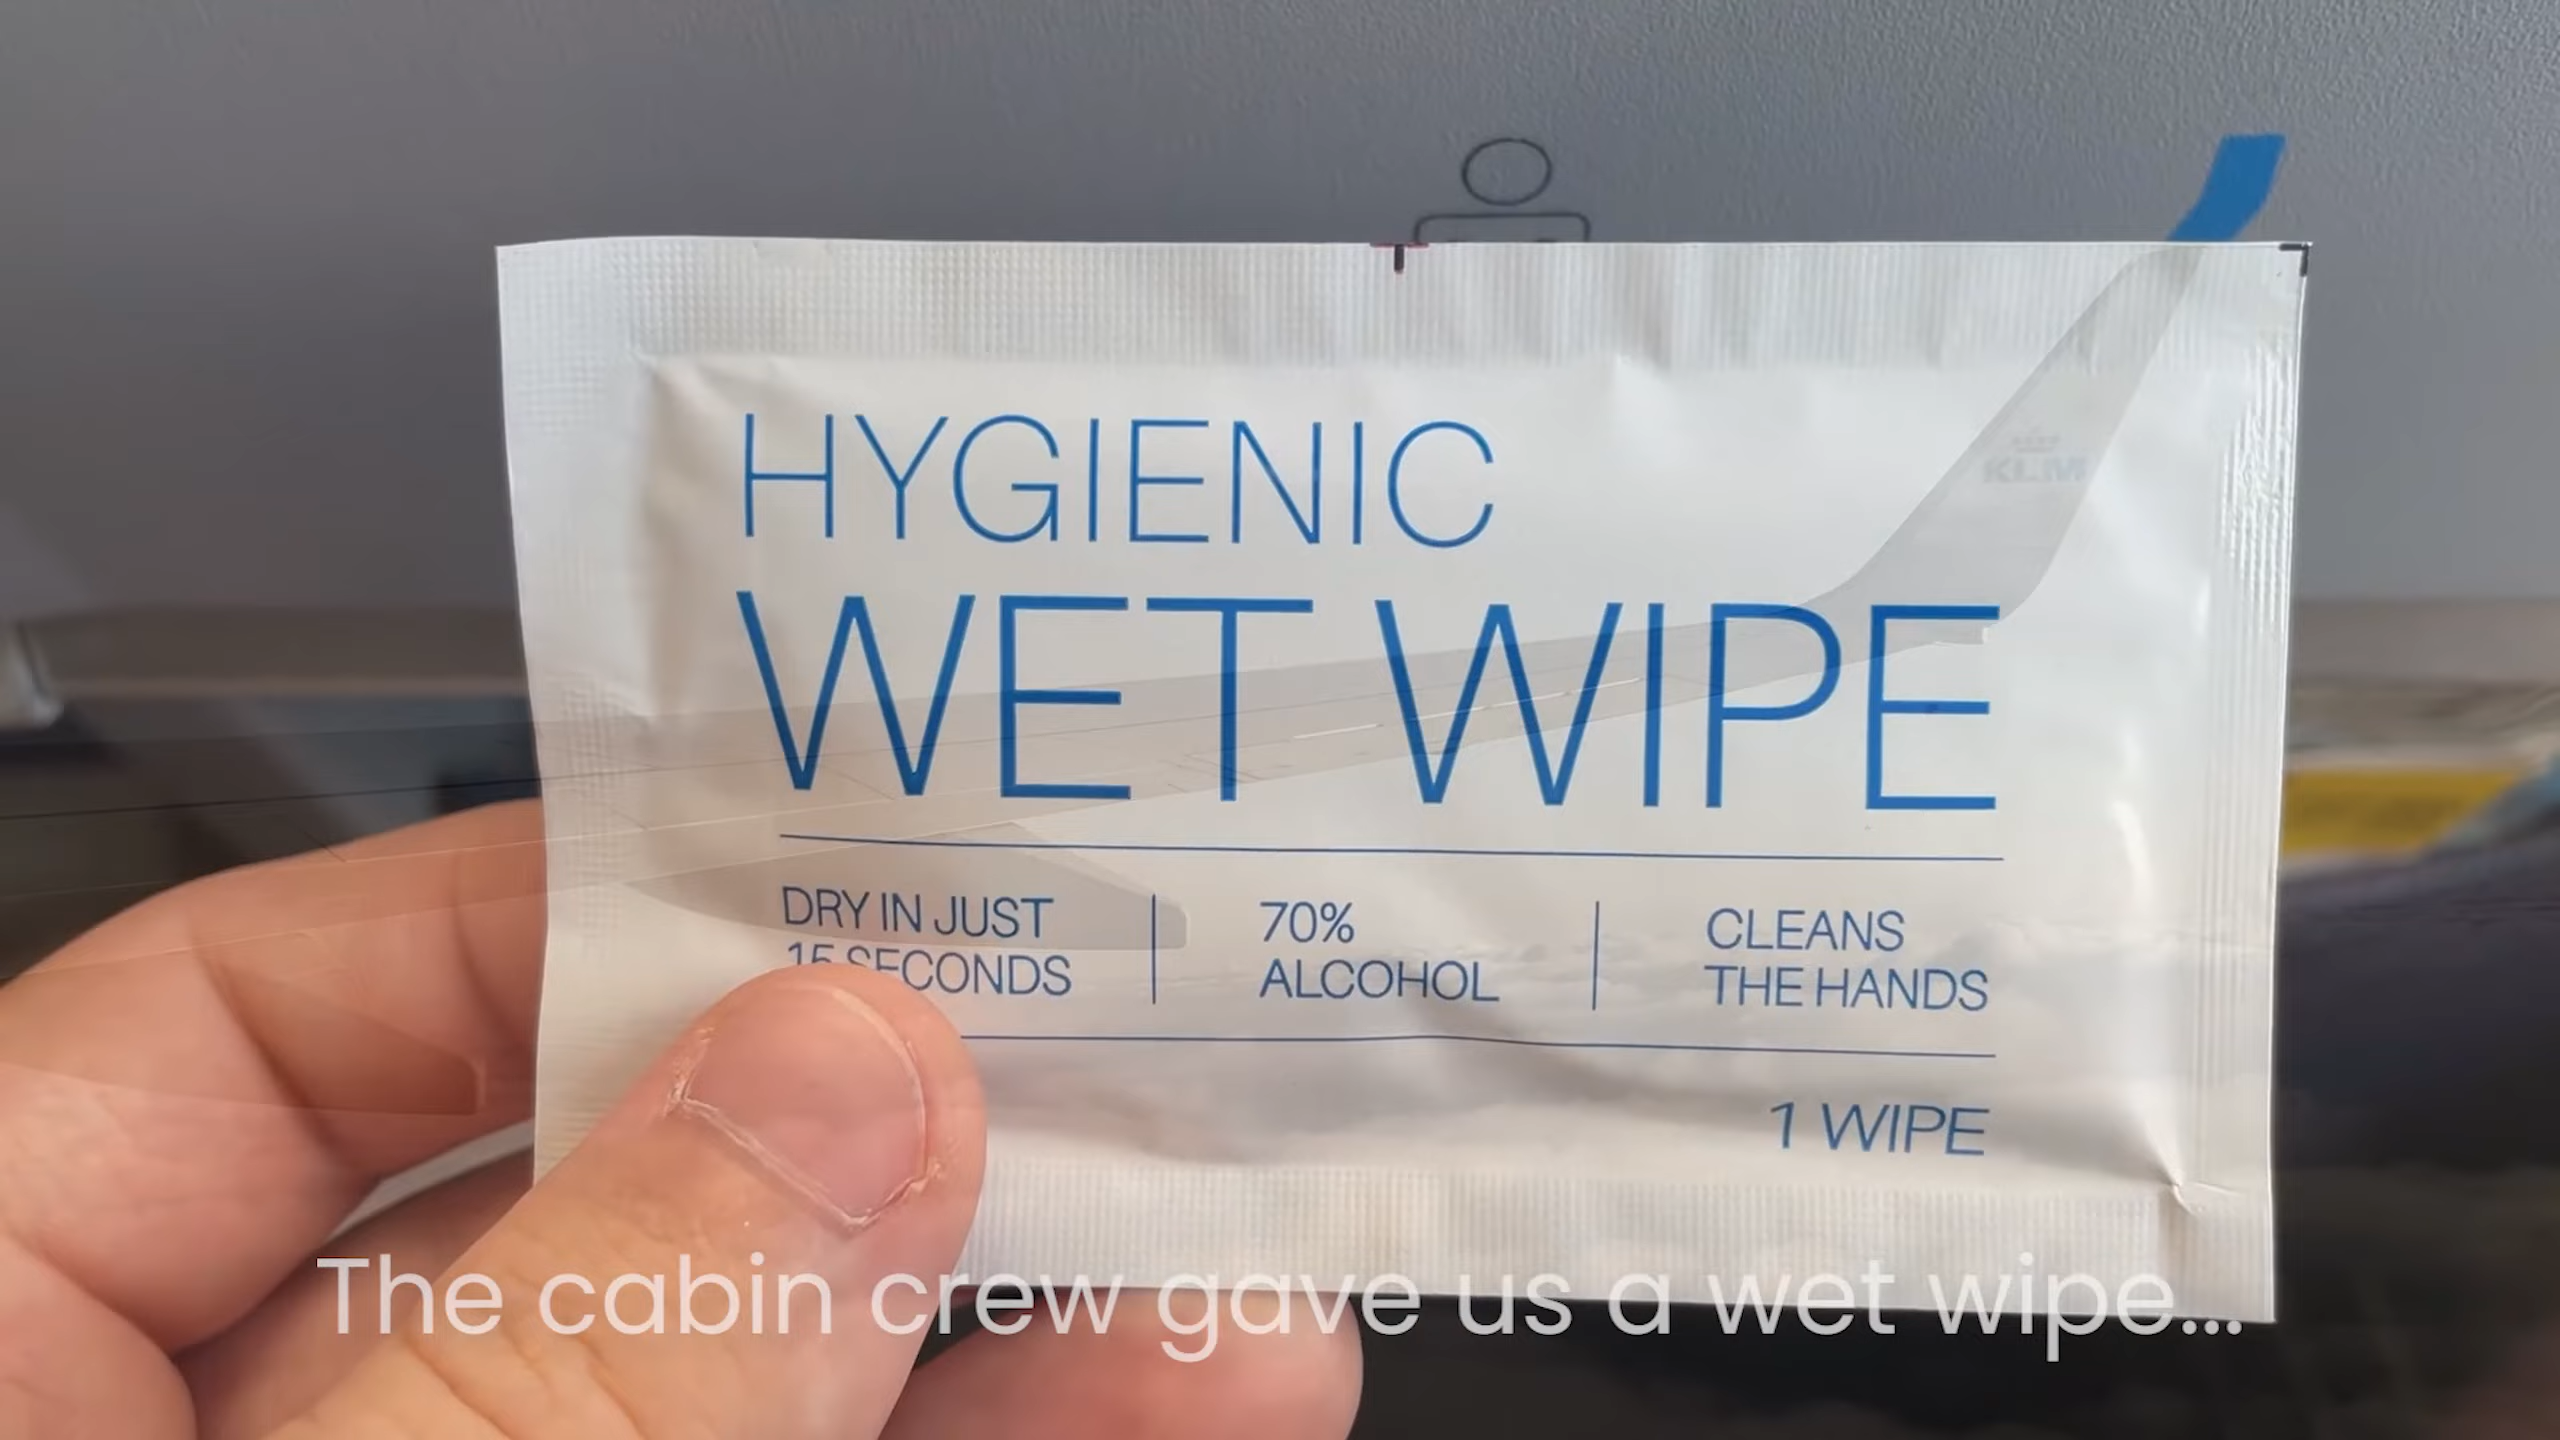 HYGIENIC
WET WIPE
DRY IN JUST
15 SECONDS
70%
ALCOHOL
CLEANS
THE HANDS
1 WIPE
The cabin crew gave us a wet wipe...